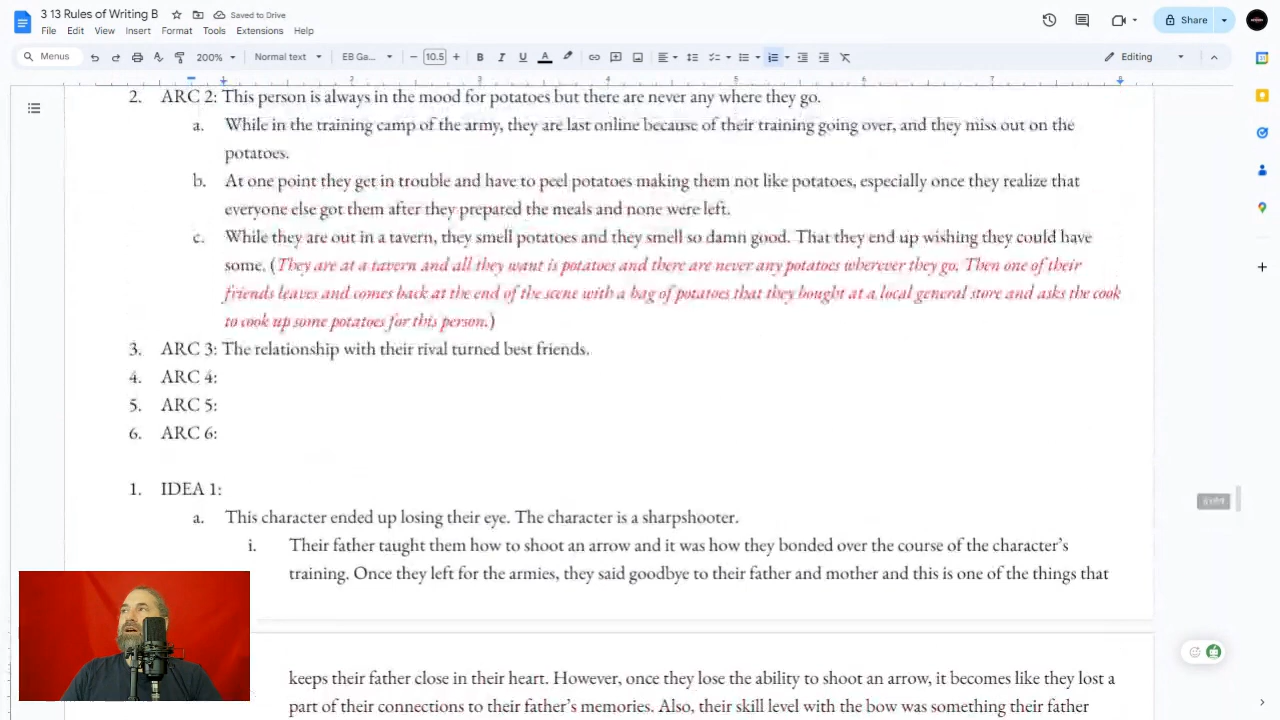 3 13 Rules of Writing B
Saved to Drive
File Edit View Insert Format Tools Extensions Help
Share
Menus
200%
Normal text
EB Ga...
10.5
Editing
2 3 4 5 6 7
2. ARC 2: This person is always in the mood for potatoes but there are never any where they go.
a. While in the training camp of the army, they are last online because of their training going over, and they miss out on the
potatoes.
b. At one point they get in trouble and have to peel potatoes making them not like potatoes, especially once they realize that
everyone else got them after they prepared the meals and none were left.
c. While they are out in a tavern, they smell potatoes and they smell so damn good. That they end up wishing they could have
some. (They are at a tavern and all they want is potatoes and there are never any potatoes wherever they go. Then one of their
friends leaves and comes back at the end of the scene with a bag of potatoes that they bought at a local general store and asks the cook
to cook up some potatoes for this person.)
3. ARC 3: The relationship with their rival turned best friends.
4. ARC 4:
5. ARC 5:
6. ARC 6:
1. IDEA 1:
a. This character ended up losing their eye. The character is a sharpshooter.
i. Their father taught them how to shoot an arrow and it was how they bonded over the course of the character's
training. Once they left for the armies, they said goodbye to their father and mother and this is one of the things that
keeps their father close in their heart. However, once they lose the ability to shoot an arrow, it becomes like they lost a
part of their connections to their father's memories. Also, their skill level with the bow was something their father